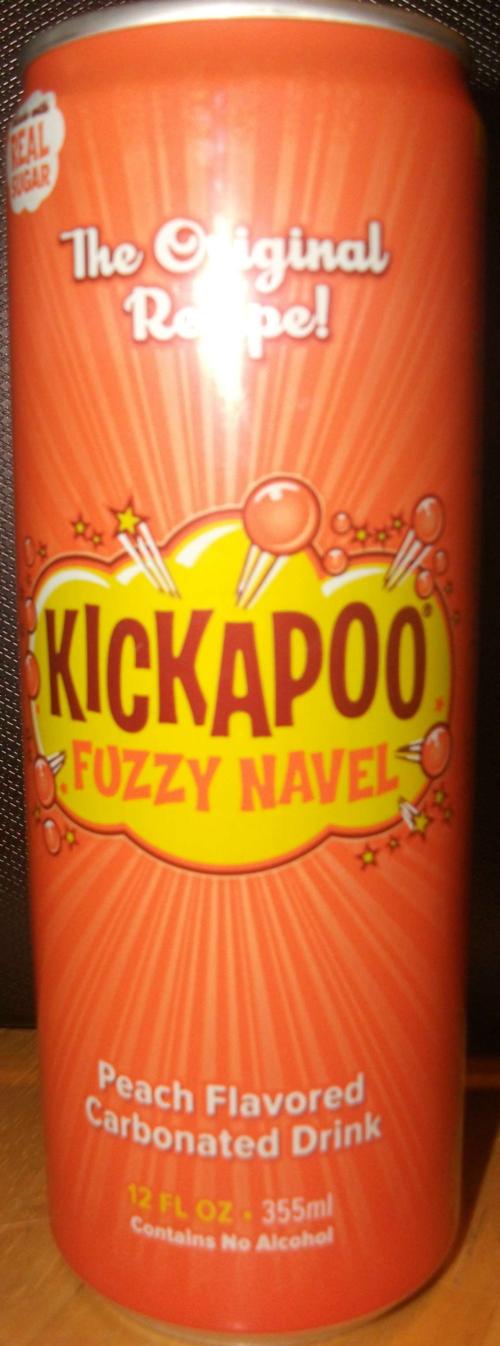 REAL
SUGAR
The Original
Recipe!
KICKAPOO®
FUZZY NAVEL
Peach Flavored
Carbonated Drink
12 FL OZ • 355ml
Contains No Alcohol